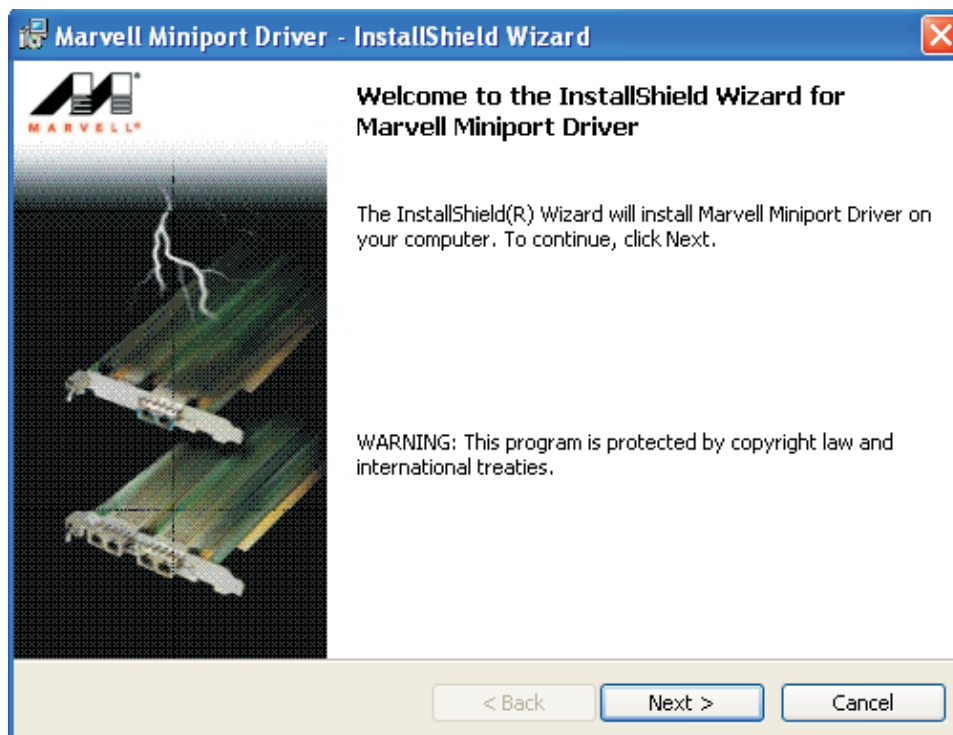 Marvell Miniport Driver - InstallShield Wizard
MARVELL®
Welcome to the InstallShield Wizard for
Marvell Miniport Driver
The InstallShield(R) Wizard will install Marvell Miniport Driver on
your computer. To continue, click Next.
WARNING: This program is protected by copyright law and
international treaties.
< Back
Next >
Cancel